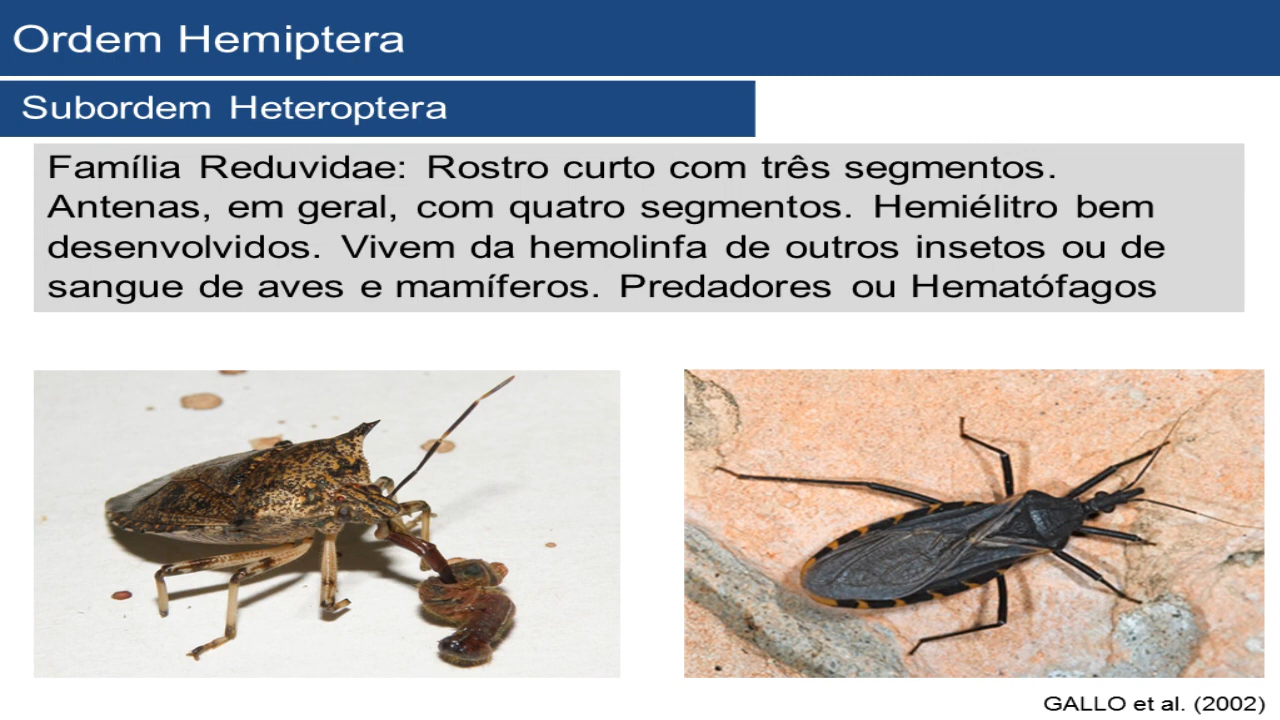 Ordem Hemiptera
Subordem Heteroptera
Família Reduvidae: Rostro curto com três segmentos.
Antenas, em geral, com quatro segmentos. Hemiélitro bem
desenvolvidos. Vivem da hemolinfa de outros insetos ou de
sangue de aves e mamíferos. Predadores ou Hematófagos
GALLO et al. (2002)